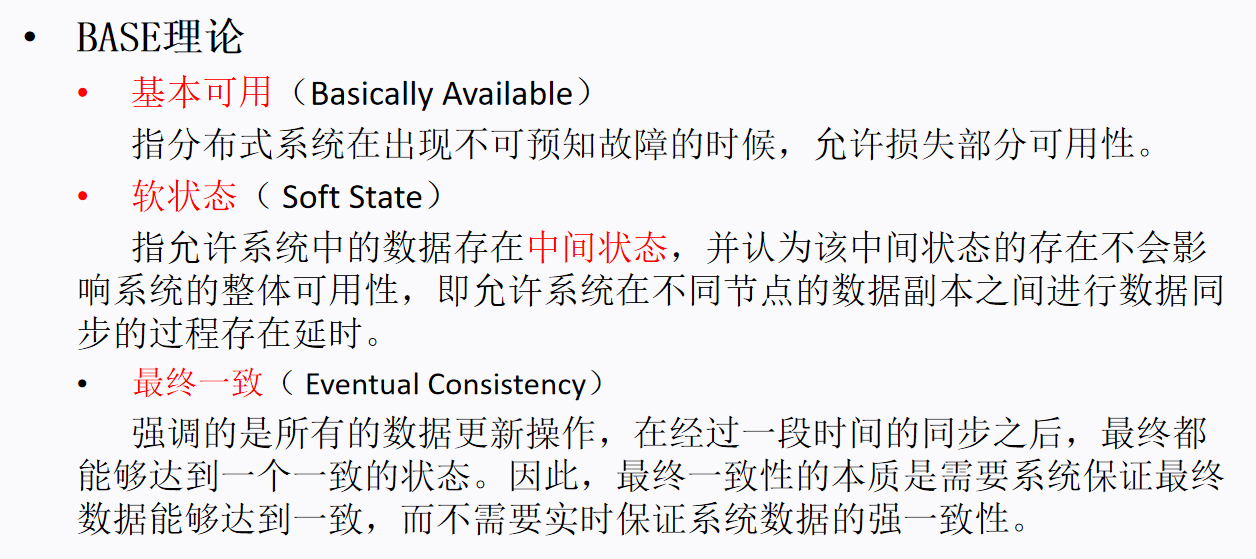 • BASE理论
• 基本可用（Basically Available）
指分布式系统在出现不可预知故障的时候，允许损失部分可用性。
• 软状态（ Soft State）
指允许系统中的数据存在中间状态，并认为该中间状态的存在不会影
响系统的整体可用性，即允许系统在不同节点的数据副本之间进行数据同
步的过程存在延时。
• 最终一致（ Eventual Consistency）
强调的是所有的数据更新操作，在经过一段时间的同步之后，最终都
能够达到一个一致的状态。因此，最终一致性的本质是需要系统保证最终
数据能够达到一致，而不需要实时保证系统数据的强一致性。